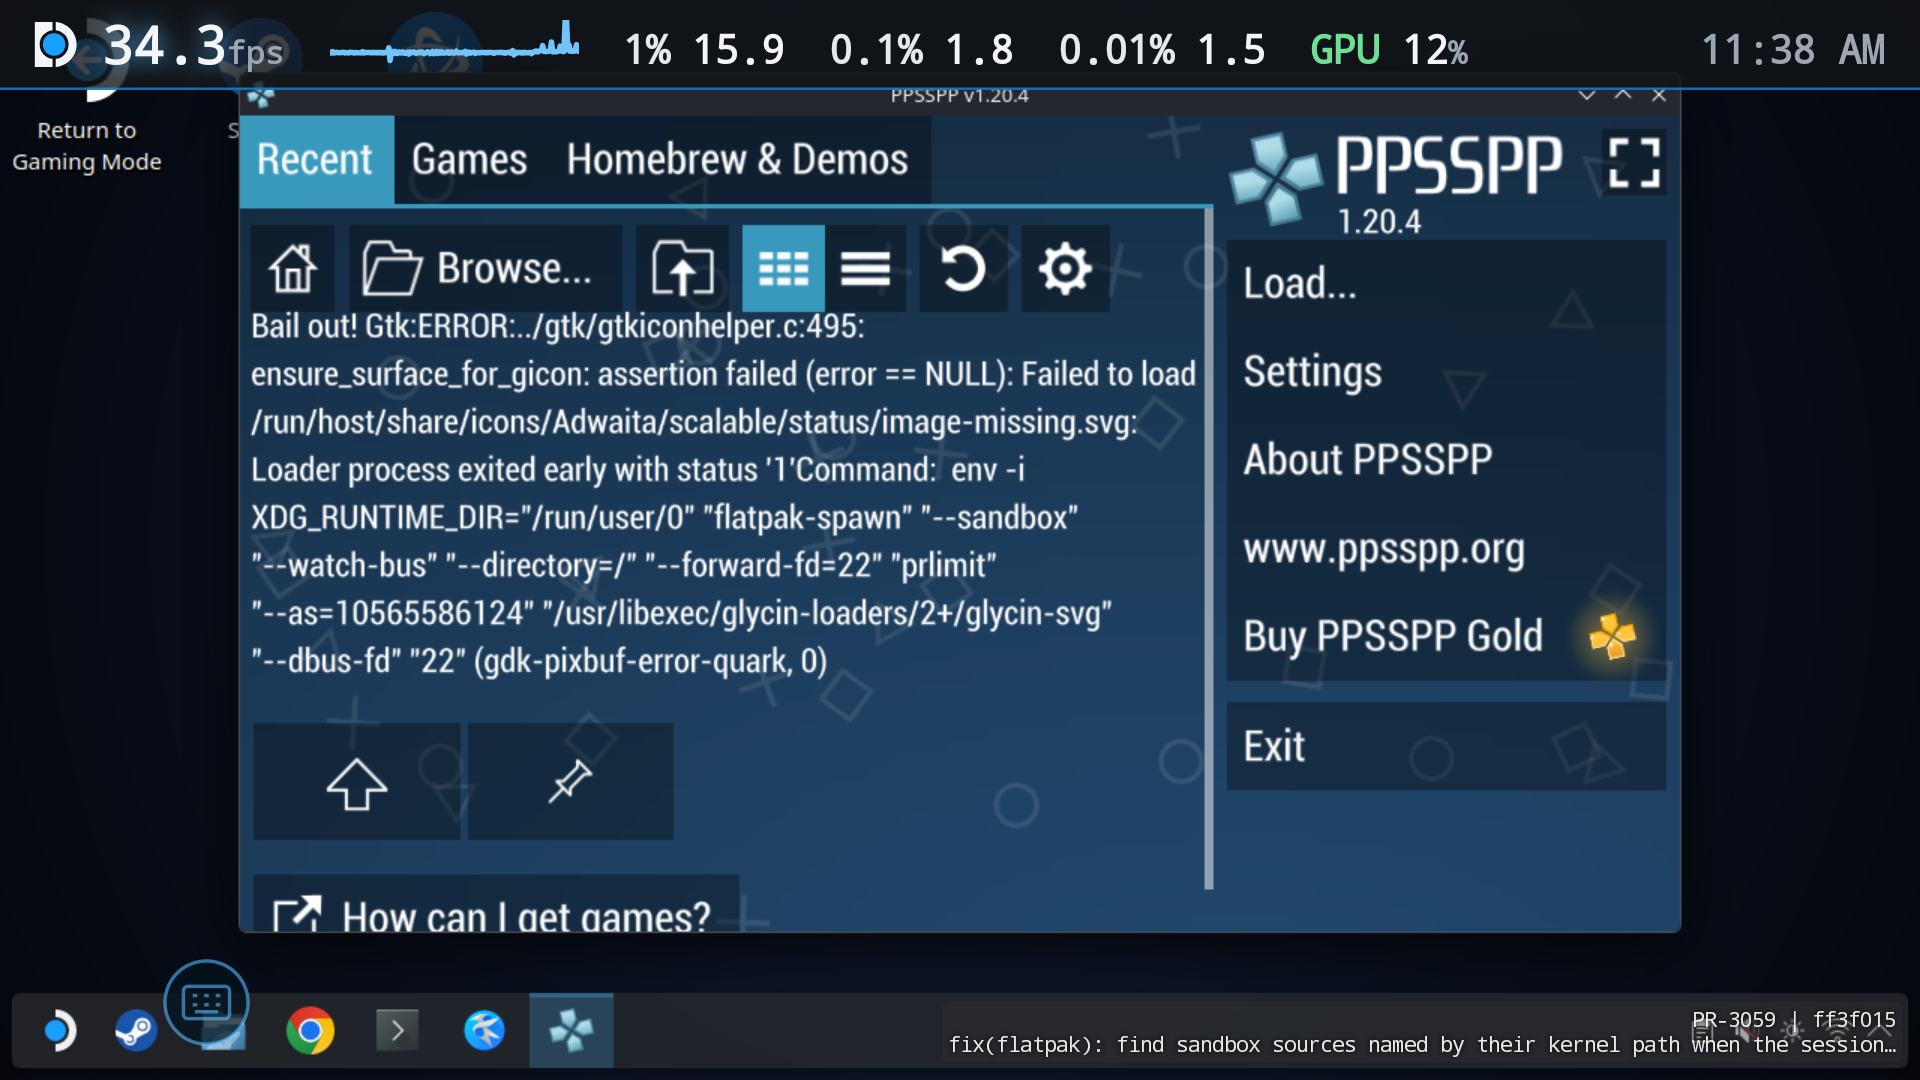 34.3fps 1% 15.9 0.1% 1.8 0.01% 1.5 GPU 12% 11:38 AM
PPSSPP v1.20.4
Return to
Gaming Mode
S
Recent Games Homebrew & Demos
PPSSPP
1.20.4
Browse...
Bail out! Gtk:ERROR:../gtk/gtkiconhelper.c:495:
ensure_surface_for_gicon: assertion failed (error == NULL): Failed to load
/run/host/share/icons/Adwaita/scalable/status/image-missing.svg:
Loader process exited early with status '1'Command:  env -i
XDG_RUNTIME_DIR="/run/user/0" "flatpak-spawn" "--sandbox"
"--watch-bus" "--directory=/" "--forward-fd=22" "prlimit"
"--as=10565586124" "/usr/libexec/glycin-loaders/2+/glycin-svg"
"--dbus-fd" "22" (gdk-pixbuf-error-quark, 0)
How can I get games?
Load...
Settings
About PPSSPP
www.ppsspp.org
Buy PPSSPP Gold
Exit
PR-3059 | ff3f015
fix(flatpak): find sandbox sources named by their kernel path when the session…